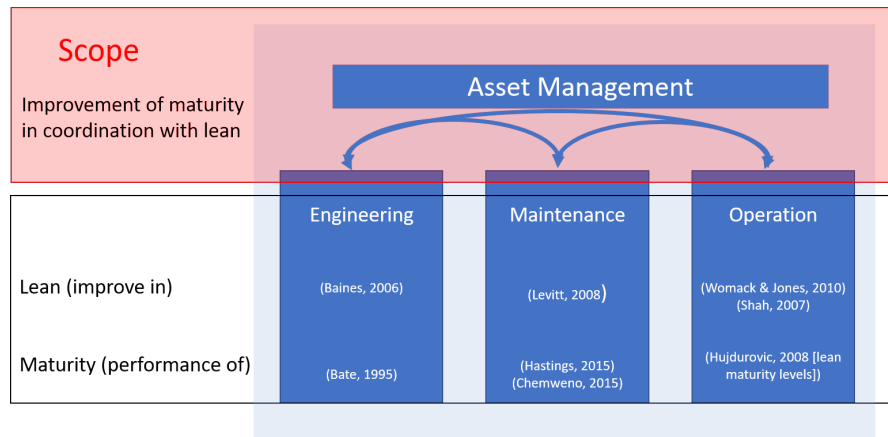 Scope
Improvement of maturity
in coordination with lean
Asset Management
Engineering
Maintenance
Operation
Lean (improve in)
(Baines, 2006)
(Levitt, 2008)
(Womack & Jones, 2010)
(Shah, 2007)
Maturity (performance of)
(Bate, 1995)
(Hastings, 2015)
(Chemweno, 2015)
(Hujdurovic, 2008 [lean
maturity levels])